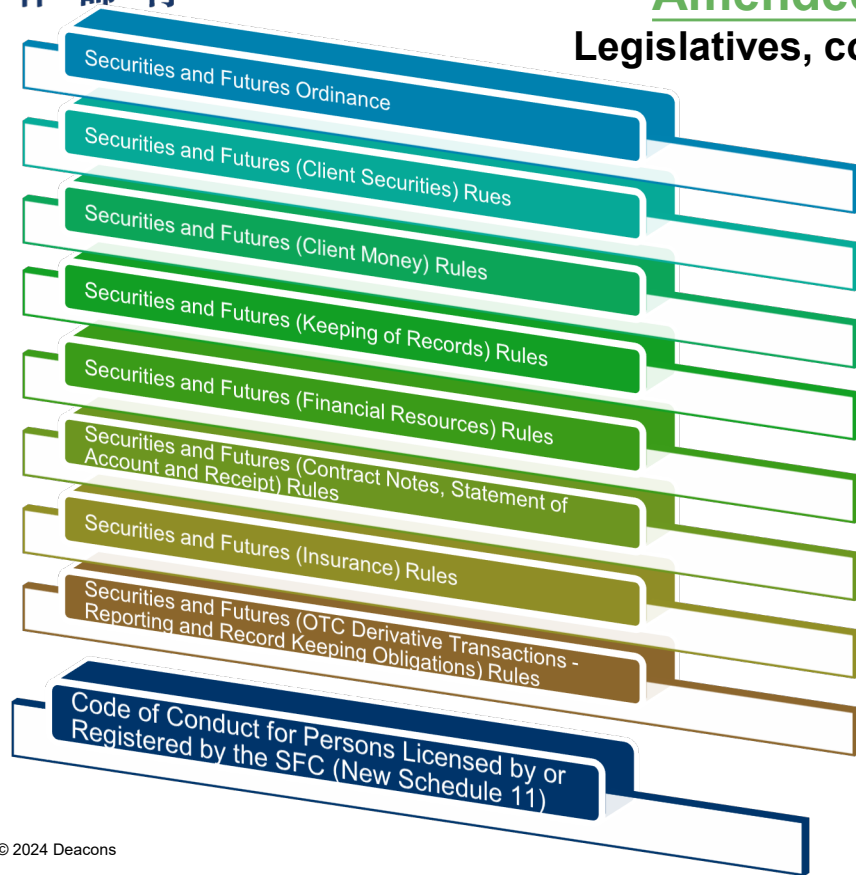 Amended
Legislatives, co
Securities and Futures Ordinance
Securities and Futures (Client Securities) Rues
Securities and Futures (Client Money) Rules
Securities and Futures (Keeping of Records) Rules
Securities and Futures (Financial Resources) Rules
Securities and Futures (Contract Notes, Statement of
Account and Receipt) Rules
Securities and Futures (Insurance) Rules
Securities and Futures (OTC Derivative Transactions -
Reporting and Record Keeping Obligations) Rules
Code of Conduct for Persons Licensed by or
Registered by the SFC (New Schedule 11)
© 2024 Deacons